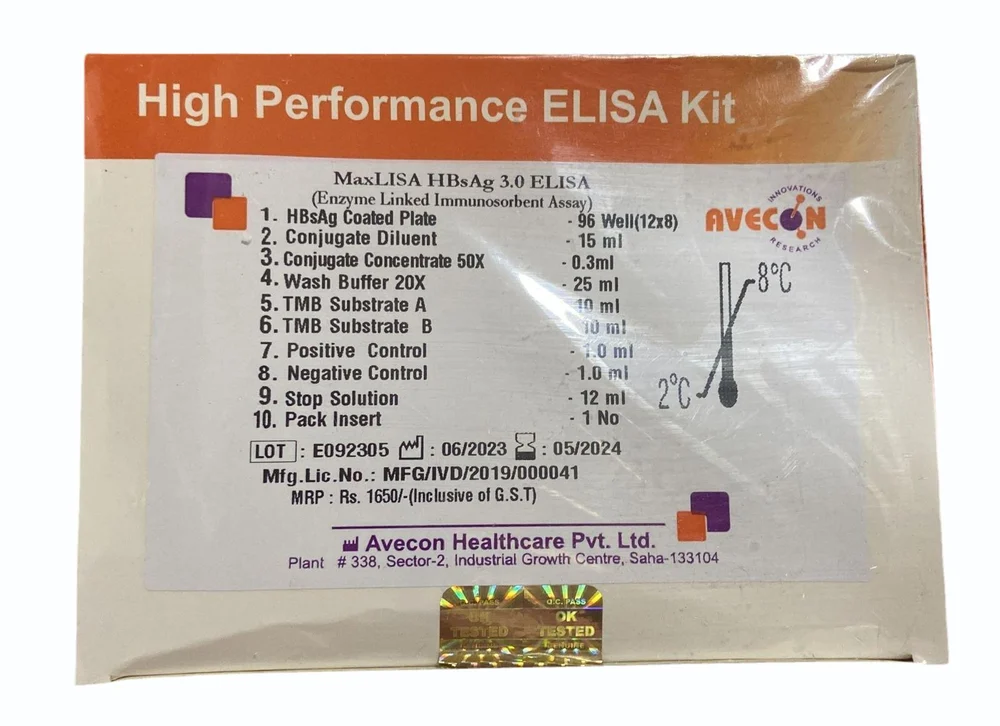 High Performance ELISA Kit
MaxLISA HBsAg 3.0 ELISA
(Enzyme Linked Immunosorbent Assay)
1. HBsAg Coated Plate - 96 Well(12x8)
2. Conjugate Diluent - 15 ml
3. Conjugate Concentrate 50X - 0.3ml
4. Wash Buffer 20X - 25 ml
5. TMB Substrate A - 10 ml
6. TMB Substrate B - 10 ml
7. Positive Control - 1.0 ml
8. Negative Control - 1.0 ml
9. Stop Solution - 12 ml
10. Pack Insert - 1 No
INNOVATIONS
AVECON
RESEARCH
8°C
2°C
LOT : E092305 : 06/2023 : 05/2024
Mfg.Lic.No.: MFG/IVD/2019/000041
MRP : Rs. 1650/-(Inclusive of G.S.T)
Avecon Healthcare Pvt. Ltd.
Plant # 338, Sector-2, Industrial Growth Centre, Saha-133104
Q.C. PASS
OK
TESTED TESTED
GENUINE